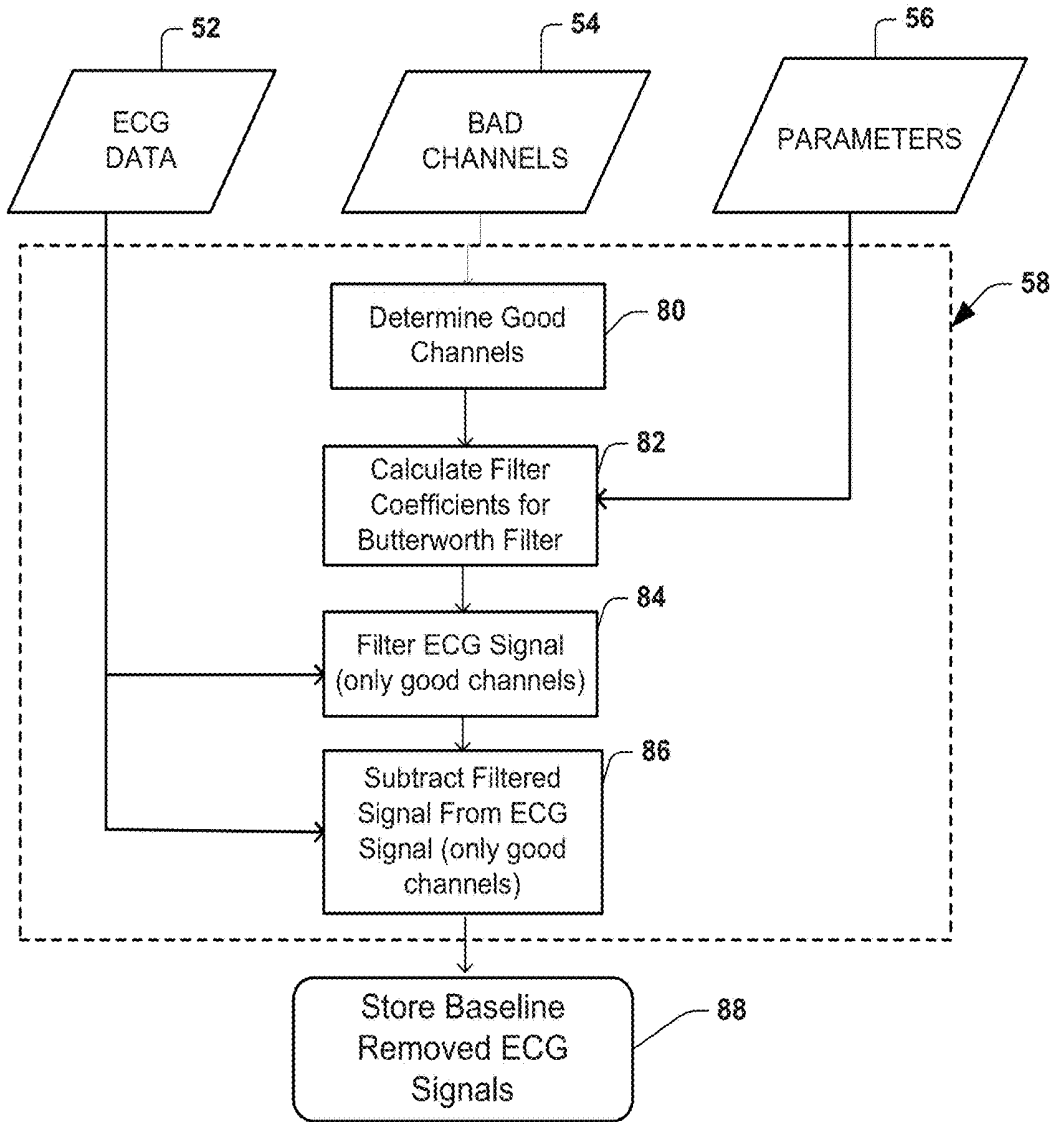 52
54
56
ECG
DATA
BAD
CHANNELS
PARAMETERS
58
Determine Good
Channels
80
Calculate Filter
Coefficients for
Butterworth Filter
82
Filter ECG Signal
(only good channels)
84
Subtract Filtered
Signal From ECG
Signal (only good
channels)
86
Store Baseline
Removed ECG
Signals
88